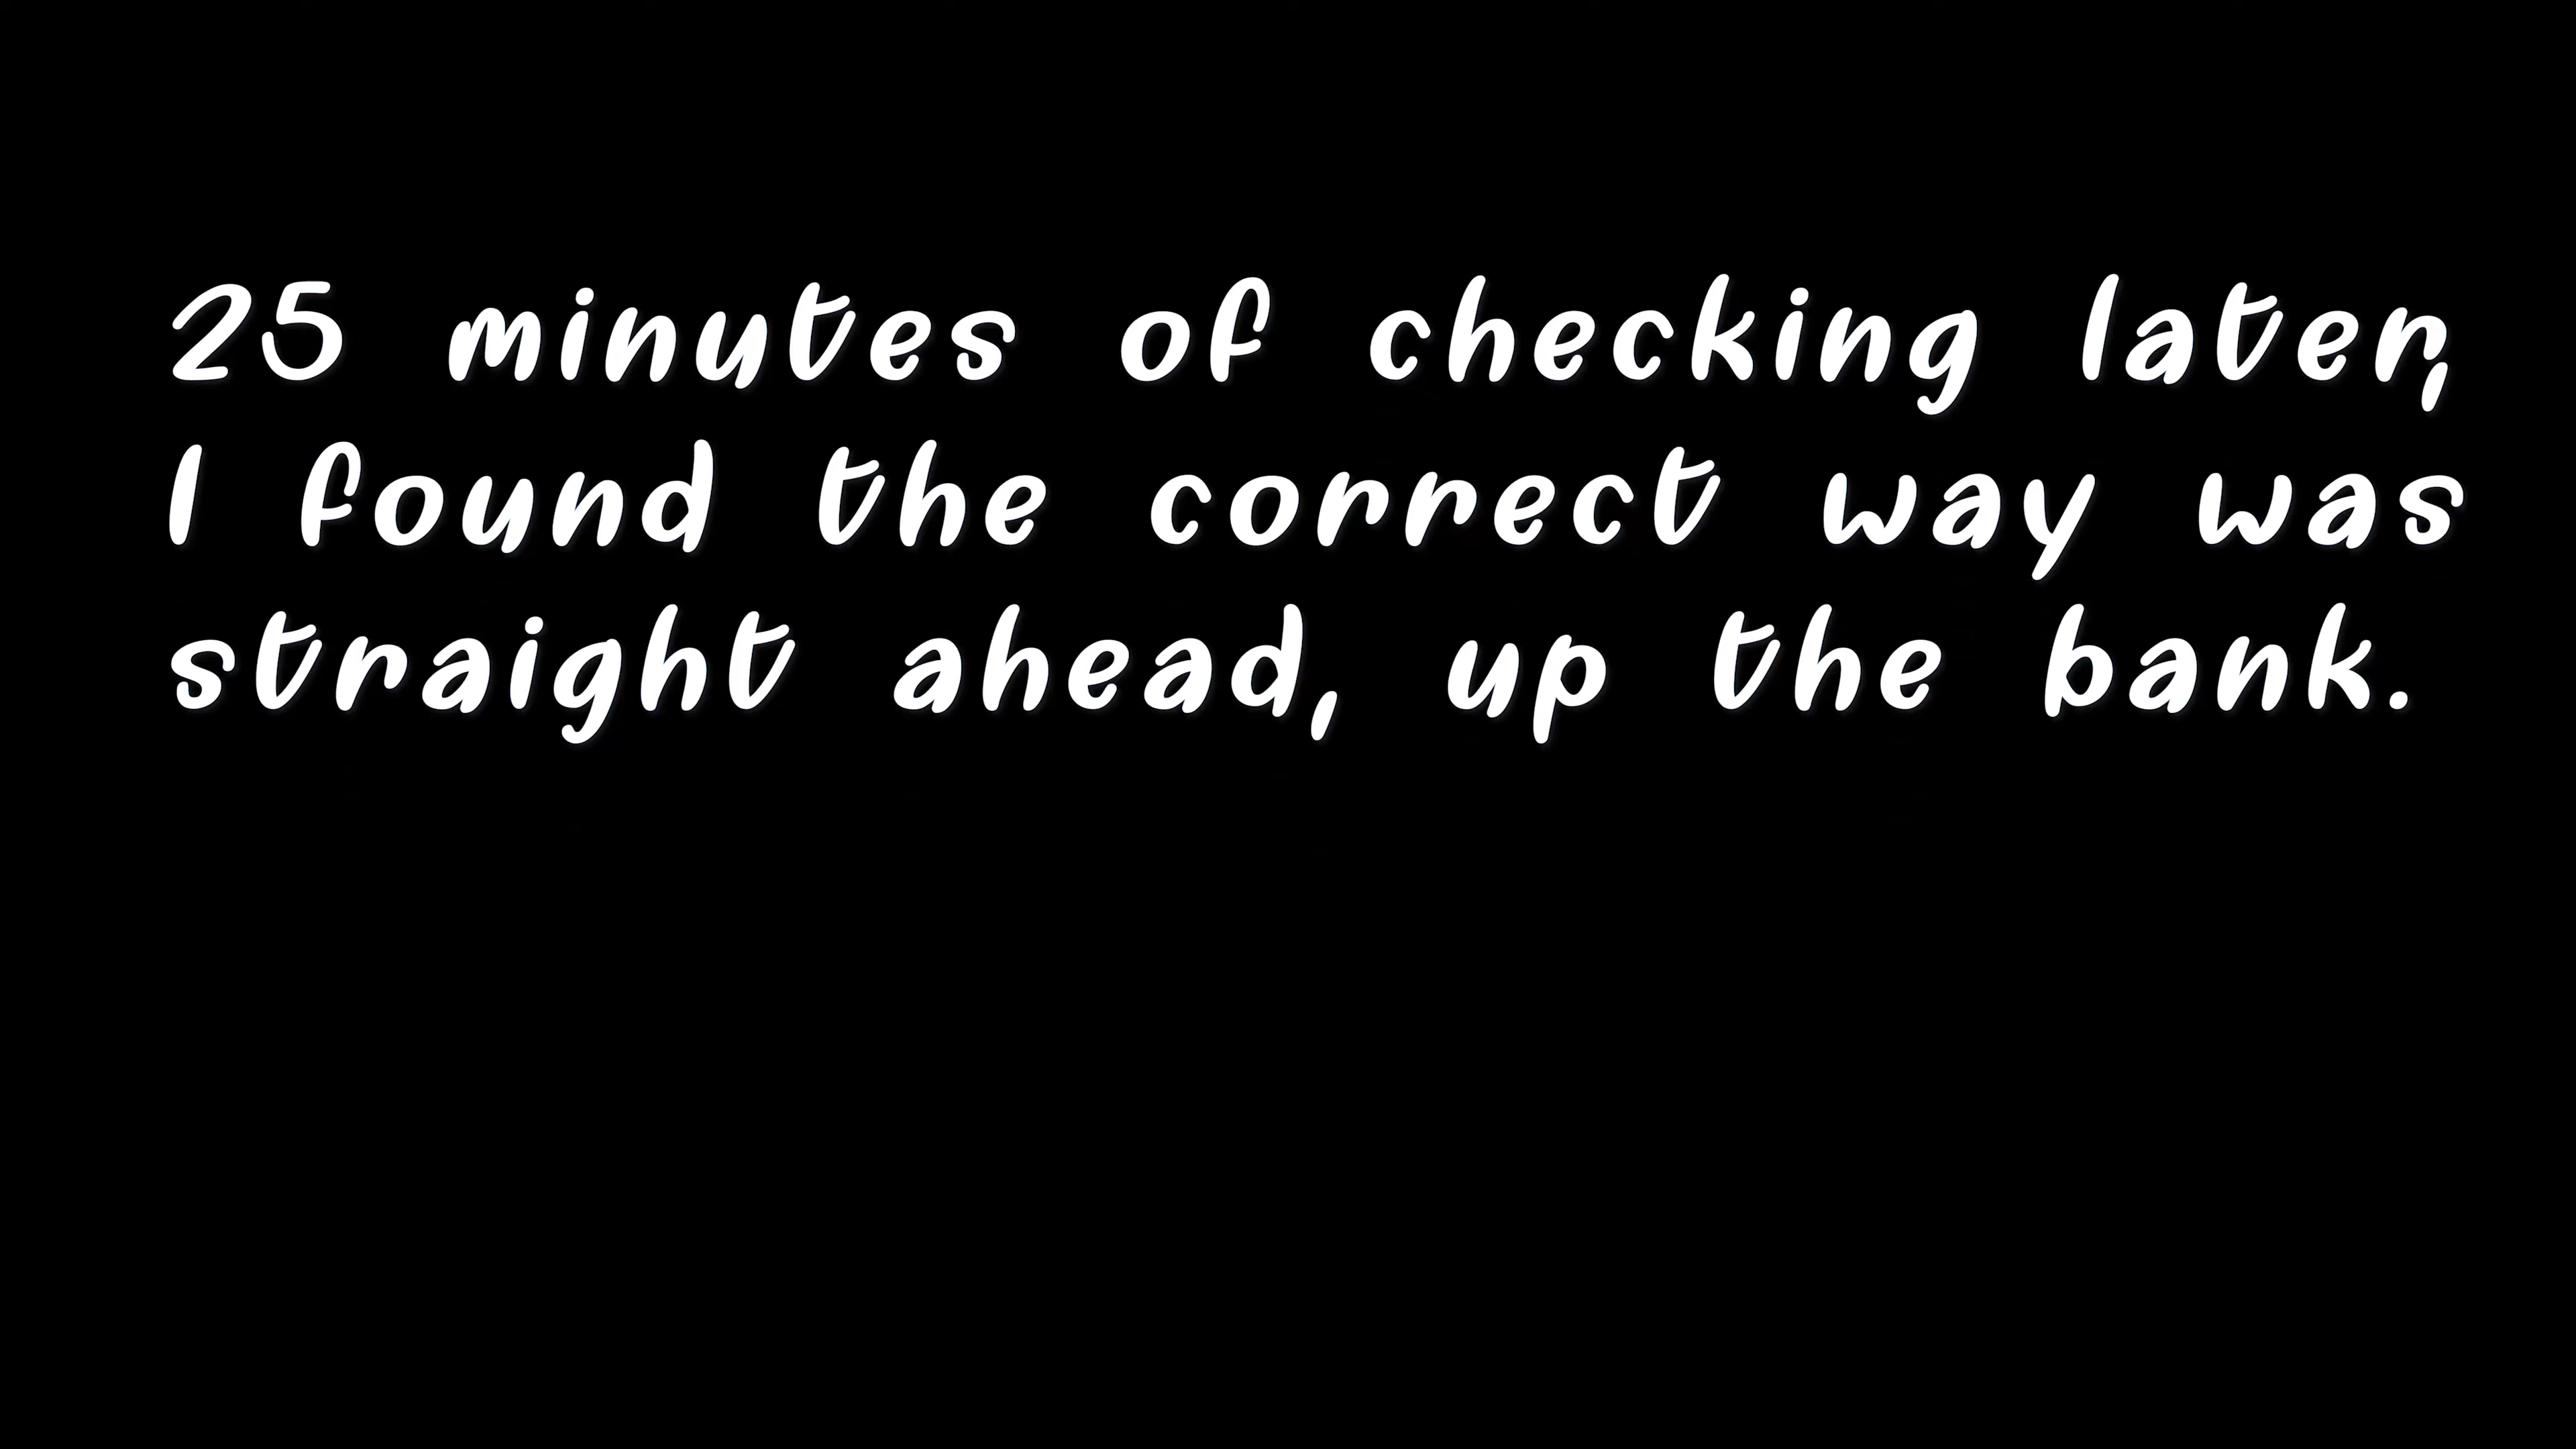 25 minutes of checking later,
I found the correct way was
straight ahead, up the bank.